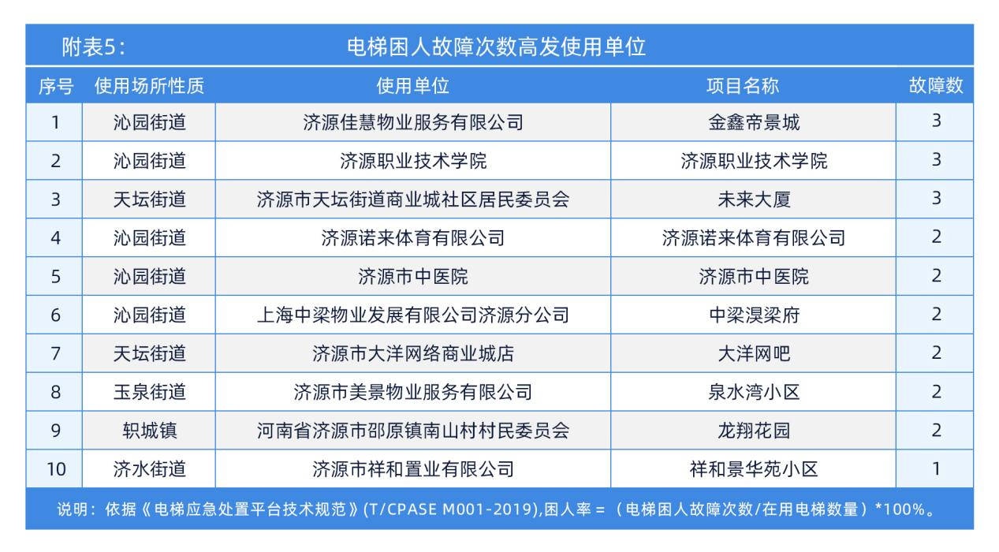 附表5： 电梯困人故障次数高发使用单位
序号 使用场所性质 使用单位 项目名称 故障数
1 沁园街道 济源佳慧物业服务有限公司 金鑫帝景城 3
2 沁园街道 济源职业技术学院 济源职业技术学院 3
3 天坛街道 济源市天坛街道商业城社区居民委员会 未来大厦 3
4 沁园街道 济源诺来体育有限公司 济源诺来体育有限公司 2
5 沁园街道 济源市中医院 济源市中医院 2
6 沁园街道 上海中梁物业发展有限公司济源分公司 中梁淏梁府 2
7 天坛街道 济源市大洋网络商业城店 大洋网吧 2
8 玉泉街道 济源市美景物业服务有限公司 泉水湾小区 2
9 轵城镇 河南省济源市邵原镇南山村村民委员会 龙翔花园 2
10 济水街道 济源市祥和置业有限公司 祥和景华苑小区 1
说明：依据《电梯应急处置平台技术规范》(T/CPASE M001-2019),困人率 =（电梯困人故障次数/在用电梯数量）*100%。